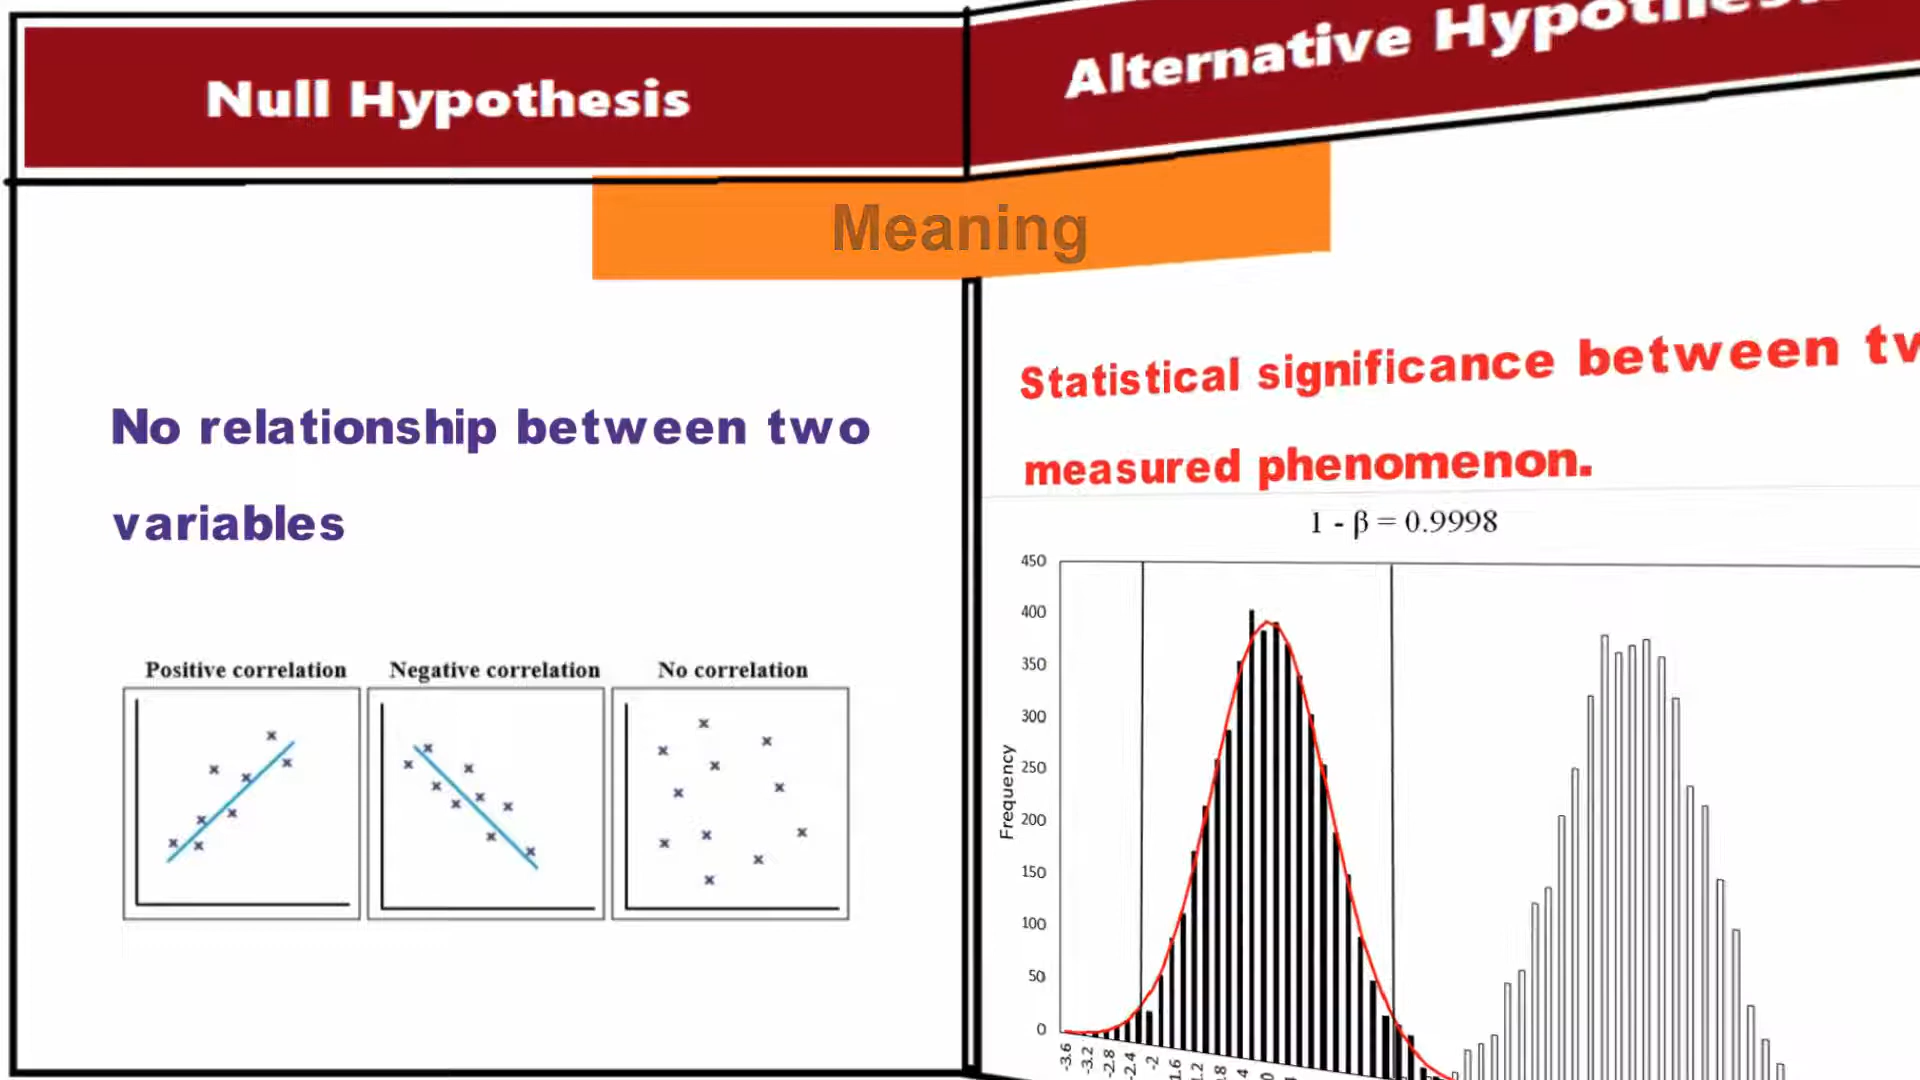 Null Hypothesis
Alternative
Meaning
No relationship between two
variables
Positive correlation
Negative correlation
No correlation
Statistical significance between
measured phenomenon.
1 - β = 0.9998
450
400
350
300
250
200
150
100
50
0
Frequency
-3.6 -3.2 -2.8 -2.4 -2